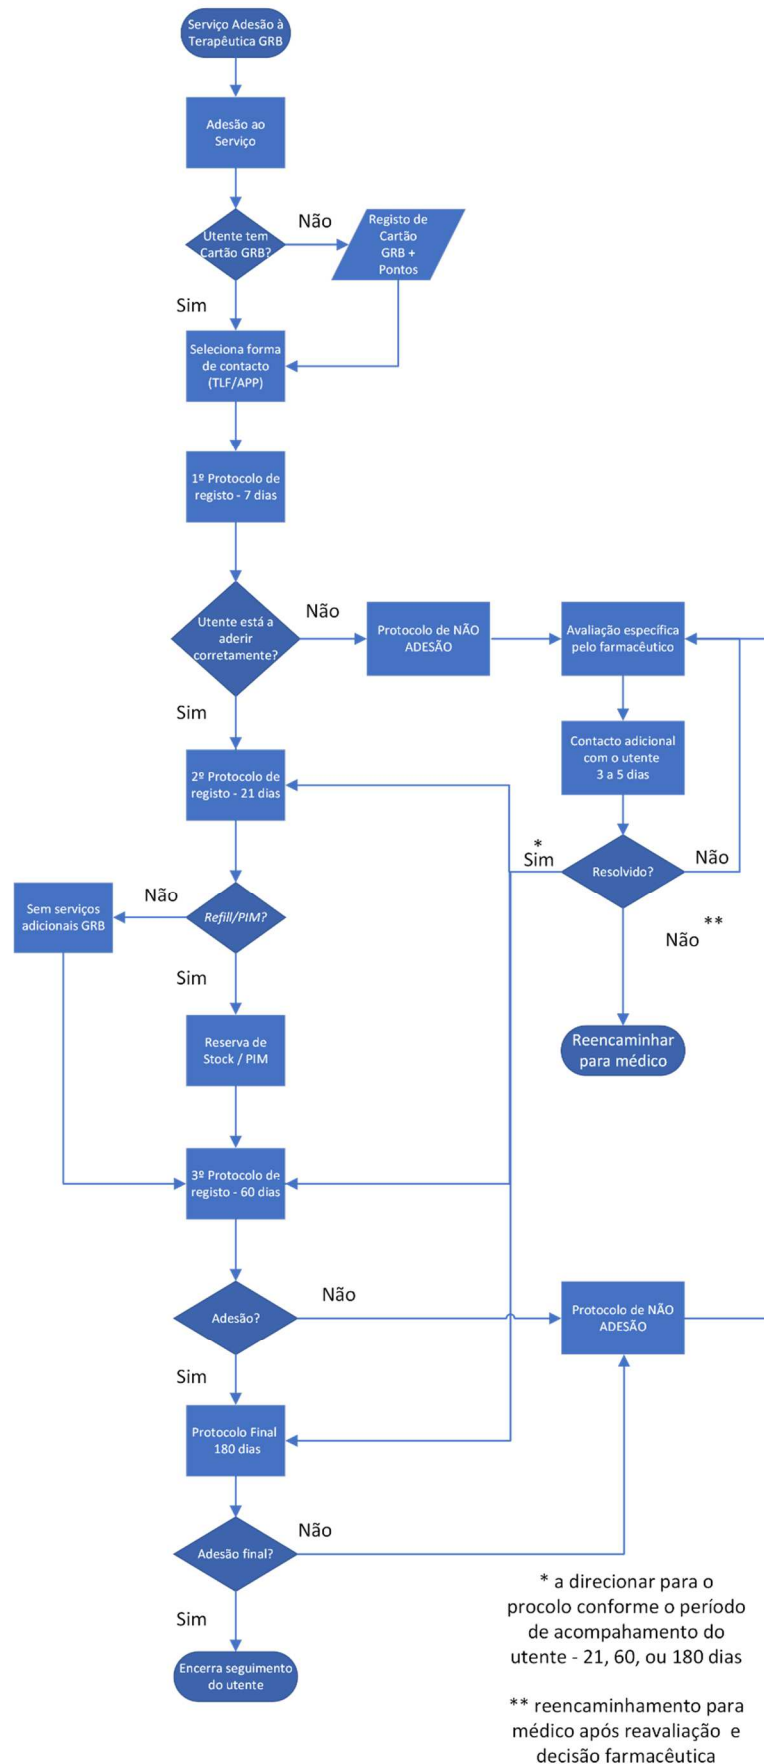 Serviço Adesão à
Terapêutica GRB
Adesão ao
Serviço
Utente tem
Cartão GRB?
Não
Registo de
Cartão
GRB +
Pontos
Sim
Seleciona forma
de contacto
(TLF/APP)
1º Protocolo de
registo - 7 dias
Utente está a
aderir
corretamente?
Não
Protocolo de NÃO
ADESÃO
Avaliação específica
pelo farmacêutico
Sim
Contacto adicional
com o utente
3 a 5 dias
2º Protocolo de
registo - 21 dias
*
Sim
Resolvido?
Não
Não **
Reencaminhar
para médico
Refill/PIM?
Não
Sem serviços
adicionais GRB
Sim
Reserva de
Stock / PIM
3º Protocolo de
registo - 60 dias
Adesão?
Não
Protocolo de NÃO
ADESÃO
Sim
Protocolo Final
180 dias
Adesão final?
Não
Sim
Encerra seguimento
do utente
* a direcionar para o
procolo conforme o período
de acompahamento do
utente - 21, 60, ou 180 dias
** reencaminhamento para
médico após reavaliação e
decisão farmacêutica